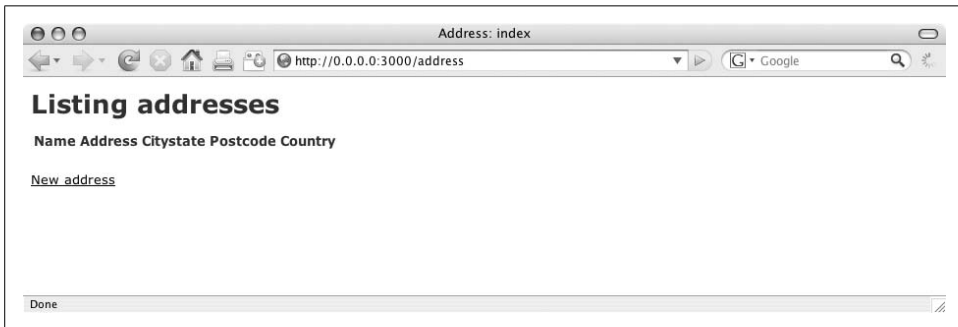 Address: index
http://0.0.0.0:3000/address
G Google
Listing addresses
Name Address Citystate Postcode Country
New address
Done